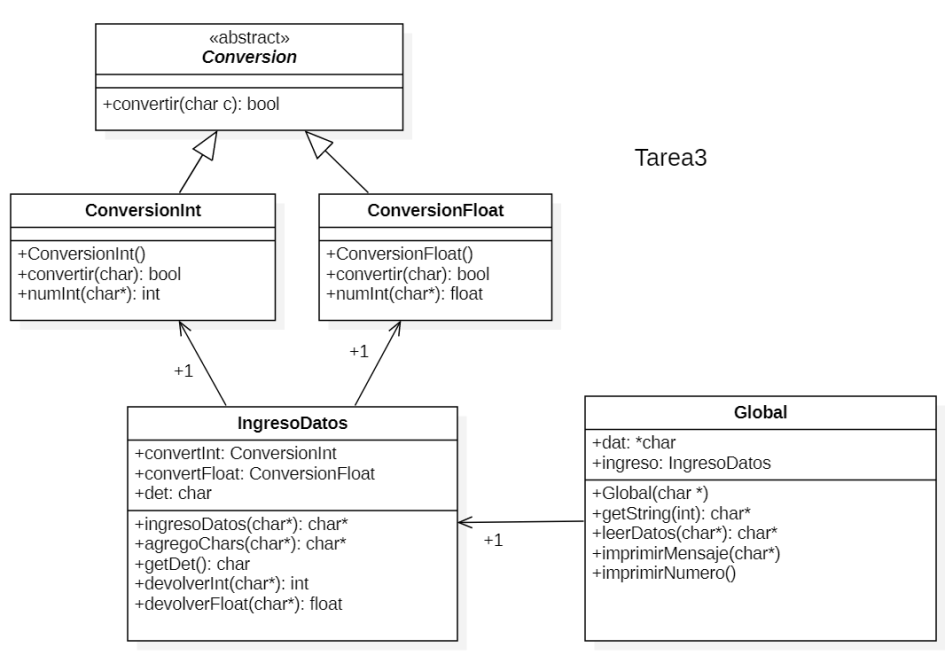 «abstract»
Conversion
+convertir(char c): bool
Tarea3
ConversionInt
+ConversionInt()
+convertir(char): bool
+numInt(char*): int
ConversionFloat
+ConversionFloat()
+convertir(char): bool
+numInt(char*): float
+1
+1
IngresoDatos
+convertInt: ConversionInt
+convertFloat: ConversionFloat
+det: char
+ingresoDatos(char*): char*
+agregoChars(char*): char*
+getDet(): char
+devolverInt(char*): int
+devolverFloat(char*): float
+1
Global
+dat: *char
+ingreso: IngresoDatos
+Global(char *)
+getString(int): char*
+leerDatos(char*): char*
+imprimirMensaje(char*)
+imprimirNumero()